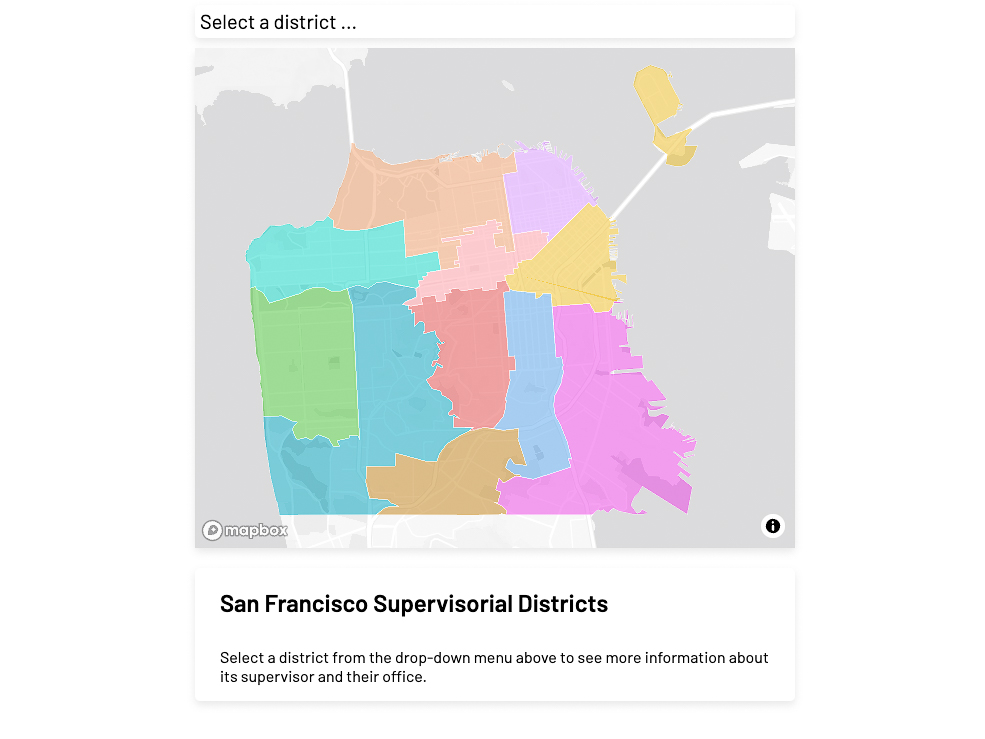 Select a district ...
mapbox
San Francisco Supervisorial Districts
Select a district from the drop-down menu above to see more information about
its supervisor and their office.